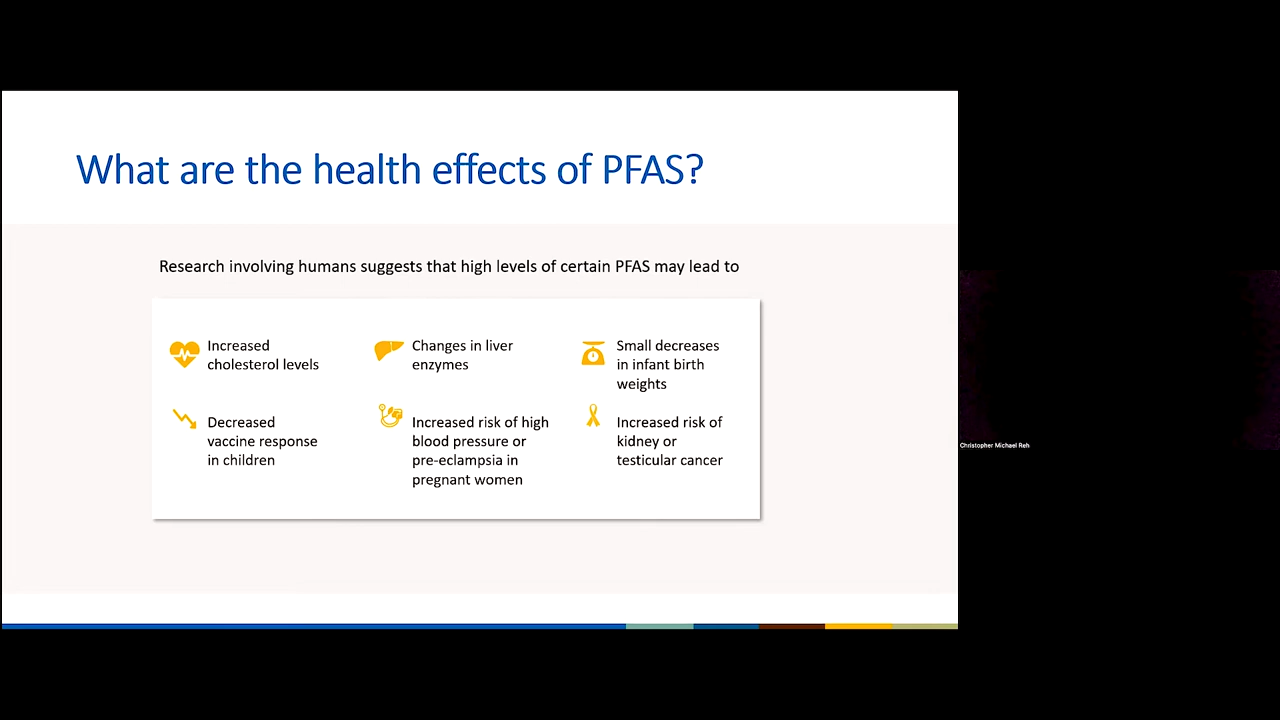 What are the health effects of PFAS?
Research involving humans suggests that high levels of certain PFAS may lead to
Increased
cholesterol levels
Changes in liver
enzymes
Small decreases
in infant birth
weights
Decreased
vaccine response
in children
Increased risk of high
blood pressure or
pre-eclampsia in
pregnant women
Increased risk of
kidney or
testicular cancer
Christopher Michael Reh